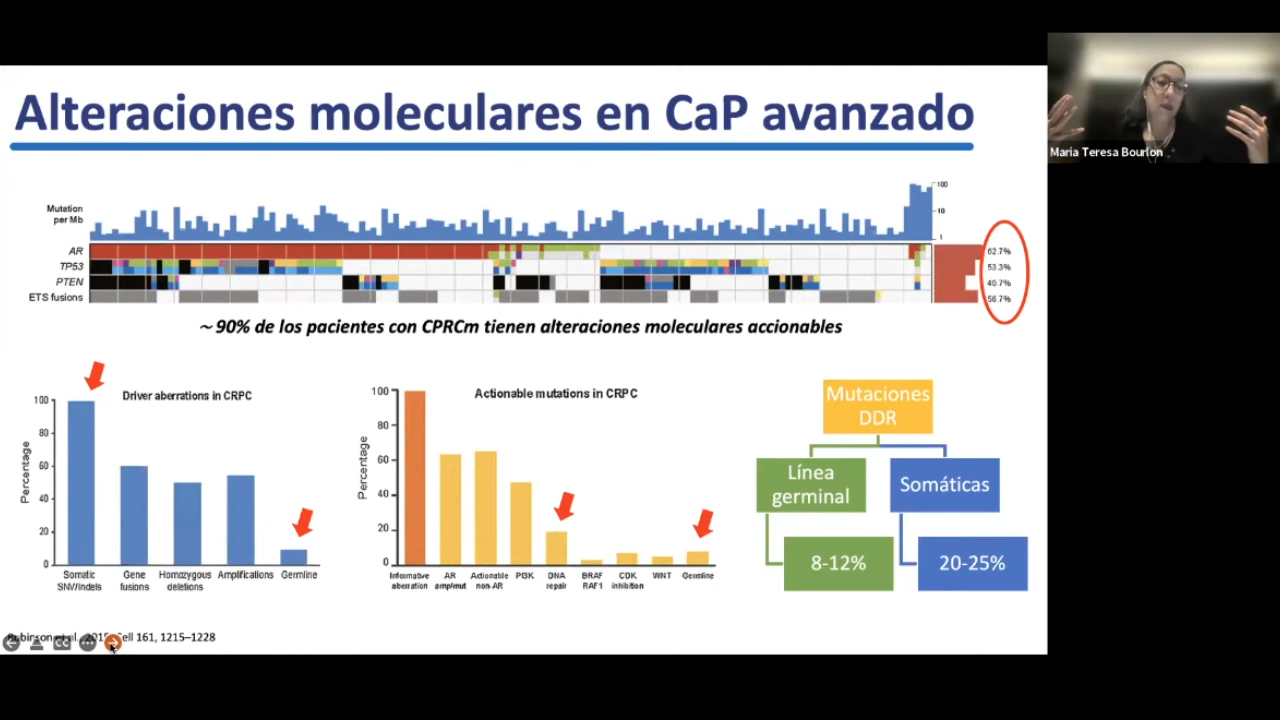 Alteraciones moleculares en CaP avanzado
Maria Teresa Bourlon
Mutation
per Mb
100
10
1
AR
TP53
PTEN
ETS fusions
62.7%
53.3%
40.7%
56.7%
~ 90% de los pacientes con CPRCm tienen alteraciones moleculares accionables
Driver aberrations in CRPC
Percentage
100
80
60
40
20
0
Somatic
SNV/indels
Gene
fusions
Homozygous
deletions
Amplifications
Germline
Actionable mutations in CRPC
Percentage
100
80
60
40
20
0
Informative
aberration
AR
amp/mut
Actionable
non-AR
PI3K
DNA
repair
BRAF
RAF1
CDK
inhibition
WNT
Germline
Mutaciones
DDR
Línea
germinal
Somáticas
8-12%
20-25%
Robinson et al., 2015, Cell 161, 1215–1228
CC